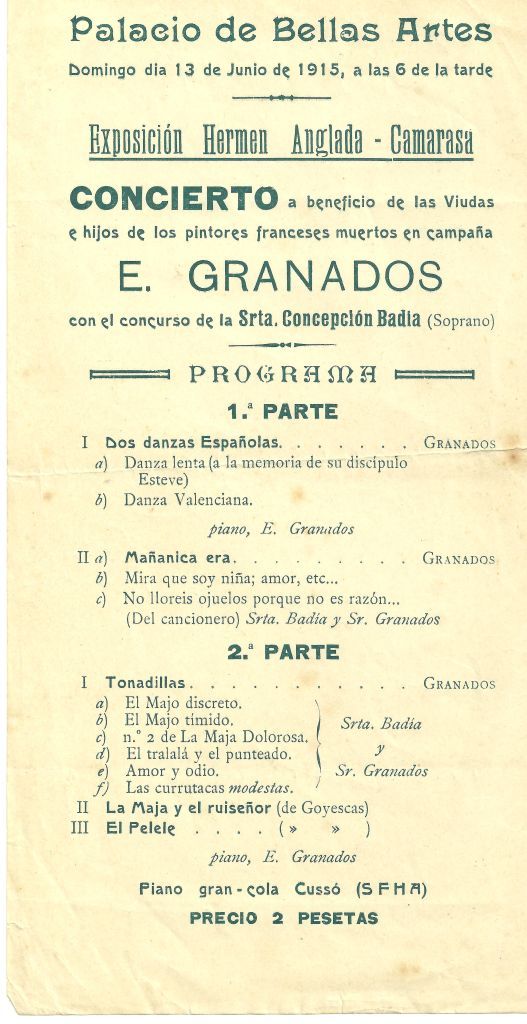 Palacio de Bellas Artes
Domingo dia 13 de Junio de 1915, a las 6 de la tarde
Exposición Hermen Anglada - Camarasa
CONCIERTO a beneficio de las Viudas
e hijos de los pintores franceses muertos en campaña
E. GRANADOS
con el concurso de la Srta. Concepción Badia (Soprano)
PROGRAMA
1.ª PARTE
I Dos danzas Españolas. . . . . . . GRANADOS
a) Danza lenta (a la memoria de su discípulo
Esteve)
b) Danza Valenciana.
piano, E. Granados
II a) Mañanica era. . . . . . . . . GRANADOS
b) Mira que soy niña; amor, etc...
c) No lloreis ojuelos porque no es razón...
(Del cancionero) Srta. Badía y Sr. Granados
2.ª PARTE
I Tonadillas. . . . . . . . . . . GRANADOS
a) El Majo discreto.
b) El Majo tímido. Srta. Badía
c) n.º 2 de La Maja Dolorosa.
d) El tralalá y el punteado. y
e) Amor y odio. Sr. Granados
f) Las currutacas modestas.
II La Maja y el ruiseñor (de Goyescas)
III El Pelele . . . . ( » » )
piano, E. Granados
Piano gran-cola Cussó (SFHA)
PRECIO 2 PESETAS